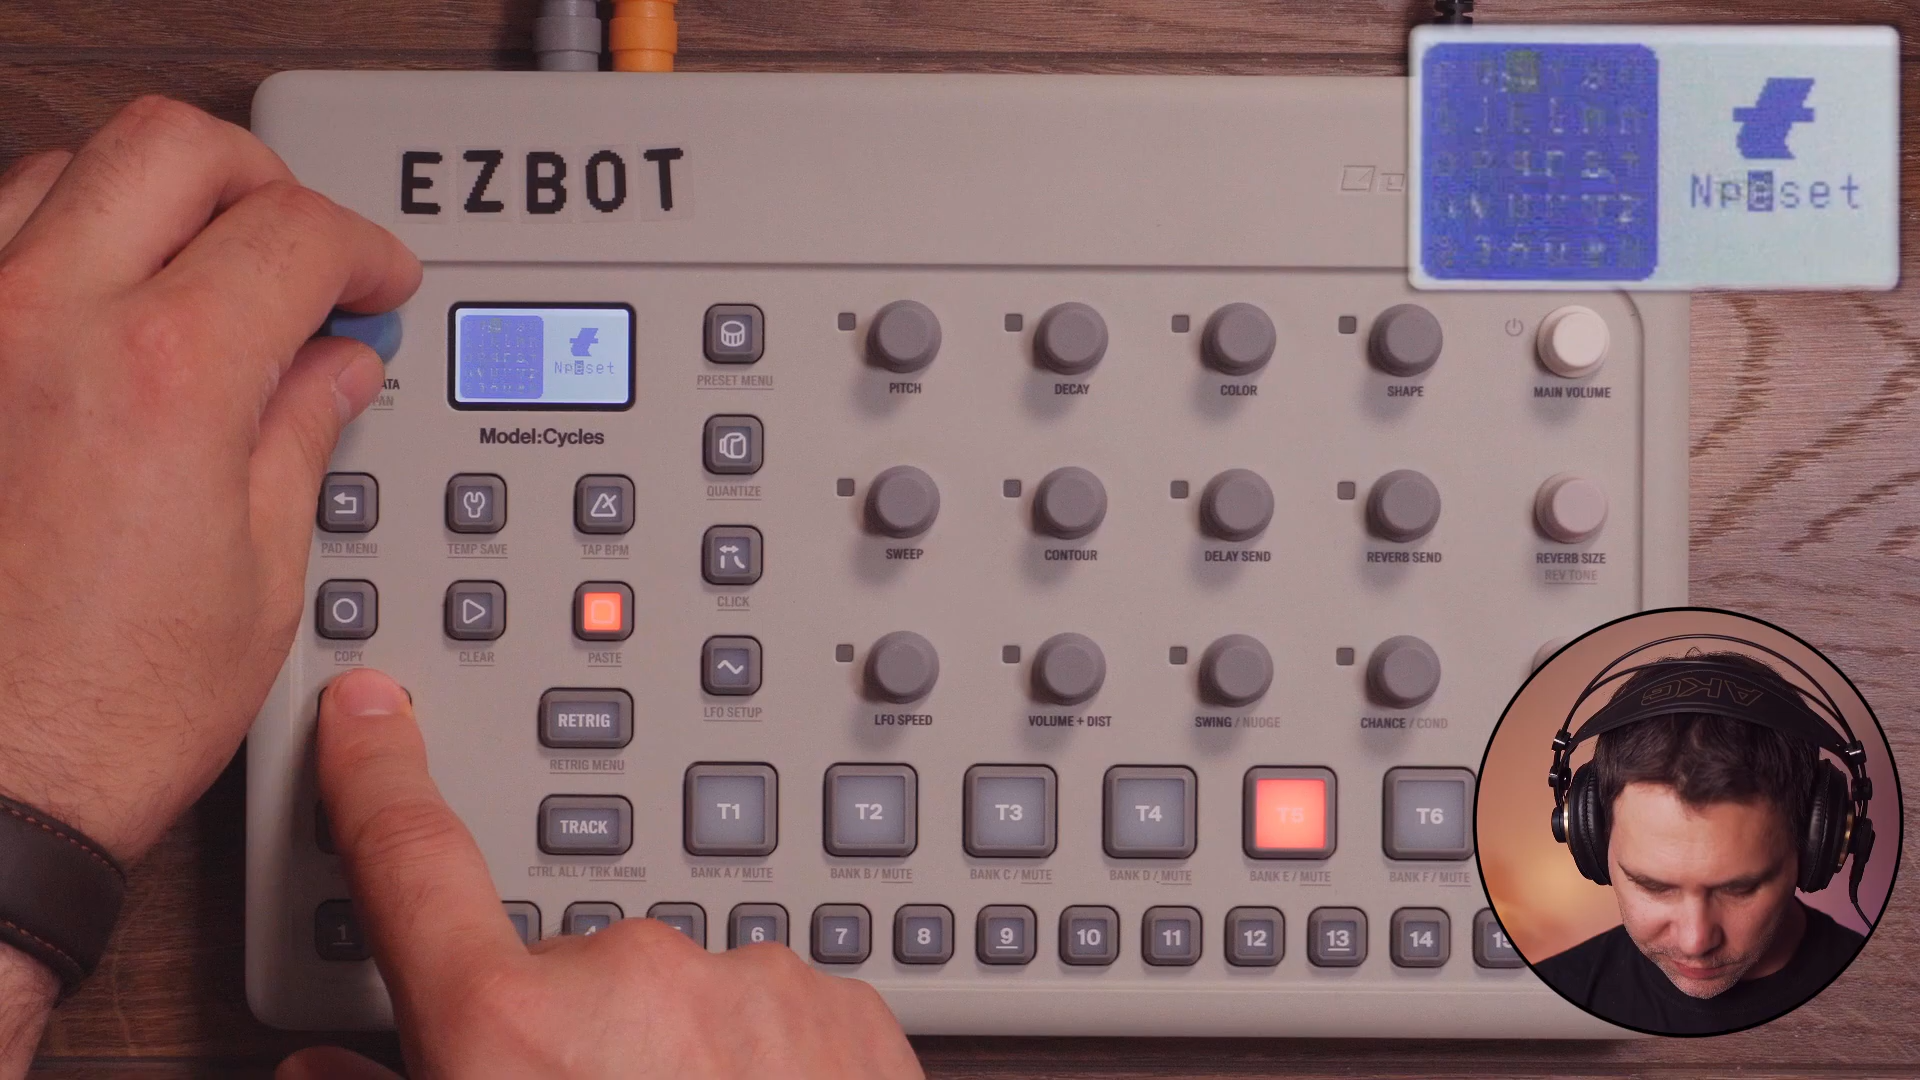 EZBOT
Npeset
Npeset
Model:Cycles
PRESET MENU
PITCH
DECAY
COLOR
SHAPE
MAIN VOLUME
QUANTIZE
PAD MENU
TEMP SAVE
TAP BPM
SWEEP
CONTOUR
DELAY SEND
REVERB SEND
REVERB SIZE
REV TONE
CLICK
COPY
CLEAR
PASTE
LFO SETUP
LFO SPEED
VOLUME + DIST
SWING / NUDGE
CHANCE / COND
RETRIG
RETRIG MENU
TRACK
T1
T2
T3
T4
T5
T6
CTRL ALL / TRK MENU
BANK A / MUTE
BANK B / MUTE
BANK C / MUTE
BANK D / MUTE
BANK E / MUTE
BANK F / MUTE
1
6
7
8
9
10
11
12
13
14
AKG